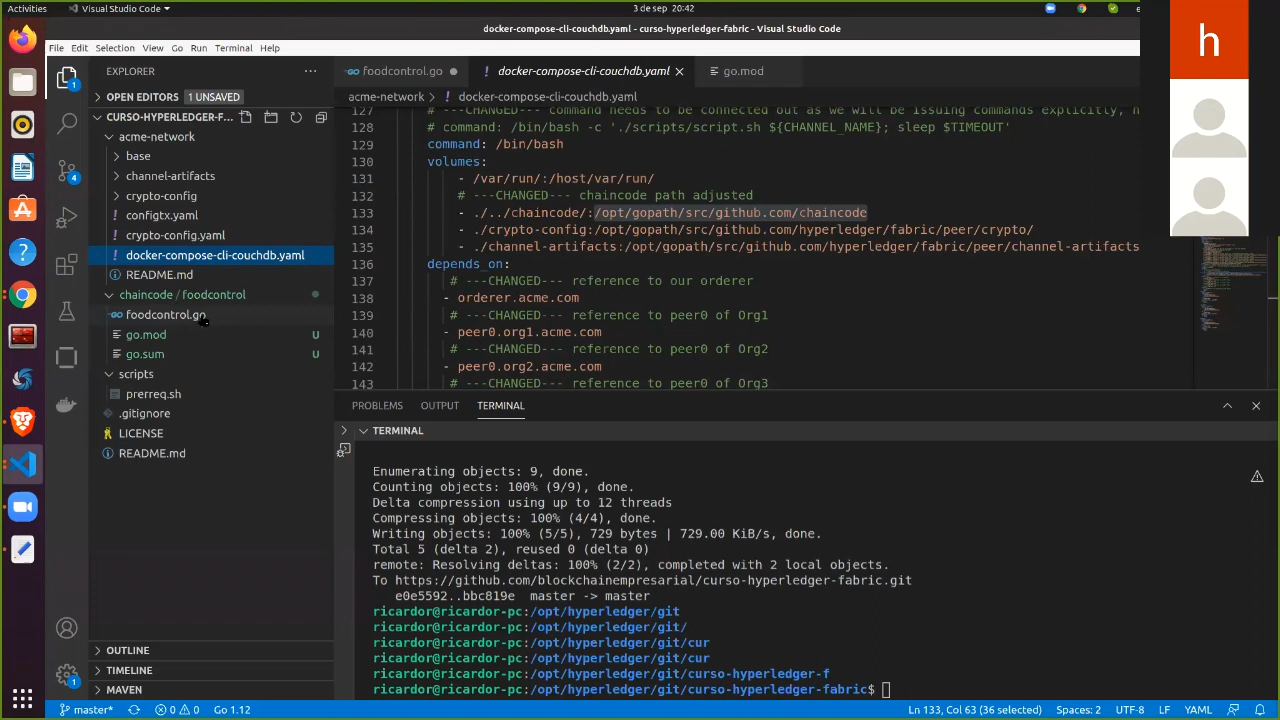 Activities
Visual Studio Code
3 de sep 20:42
docker-compose-cli-couchdb.yaml - curso-hyperledger-fabric - Visual Studio Code
File Edit Selection View Go Run Terminal Help
h
EXPLORER
OPEN EDITORS 1 UNSAVED
CURSO-HYPERLEDGER-F...
acme-network
base
channel-artifacts
crypto-config
configtx.yaml
crypto-config.yaml
docker-compose-cli-couchdb.yaml
README.md
chaincode / foodcontrol
foodcontrol.go
go.mod U
go.sum U
scripts
prerreq.sh
.gitignore
LICENSE
README.md
OUTLINE
TIMELINE
MAVEN
1
4
1
foodcontrol.go
docker-compose-cli-couchdb.yaml
go.mod
acme-network > docker-compose-cli-couchdb.yaml
127 # ---CHANGED--- command needs to be connected out as we will be issuing commands explicitly, n
128 # command: /bin/bash -c './scripts/script.sh ${CHANNEL_NAME}; sleep $TIMEOUT'
129 command: /bin/bash
130 volumes:
131 - /var/run/:/host/var/run/
132 # ---CHANGED--- chaincode path adjusted
133 - ./../chaincode/:/opt/gopath/src/github.com/chaincode
134 - ./crypto-config:/opt/gopath/src/github.com/hyperledger/fabric/peer/crypto/
135 - ./channel-artifacts:/opt/gopath/src/github.com/hyperledger/fabric/peer/channel-artifacts
136 depends_on:
137 # ---CHANGED--- reference to our orderer
138 - orderer.acme.com
139 # ---CHANGED--- reference to peer0 of Org1
140 - peer0.org1.acme.com
141 # ---CHANGED--- reference to peer0 of Org2
142 - peer0.org2.acme.com
143 # ---CHANGED--- reference to peer0 of Org3
PROBLEMS OUTPUT TERMINAL
TERMINAL
Enumerating objects: 9, done.
Counting objects: 100% (9/9), done.
Delta compression using up to 12 threads
Compressing objects: 100% (4/4), done.
Writing objects: 100% (5/5), 729 bytes | 729.00 KiB/s, done.
Total 5 (delta 2), reused 0 (delta 0)
remote: Resolving deltas: 100% (2/2), completed with 2 local objects.
To https://github.com/blockchainempresarial/curso-hyperledger-fabric.git
e0e5592..bbc819e master -> master
ricardor@ricardor-pc:/opt/hyperledger/git
ricardor@ricardor-pc:/opt/hyperledger/git/
ricardor@ricardor-pc:/opt/hyperledger/git/cur
ricardor@ricardor-pc:/opt/hyperledger/git/cur
ricardor@ricardor-pc:/opt/hyperledger/git/curso-hyperledger-f
ricardor@ricardor-pc:/opt/hyperledger/git/curso-hyperledger-fabric$
master* 0 0 Go 1.12 Ln 133, Col 63 (36 selected) Spaces: 2 UTF-8 LF YAML